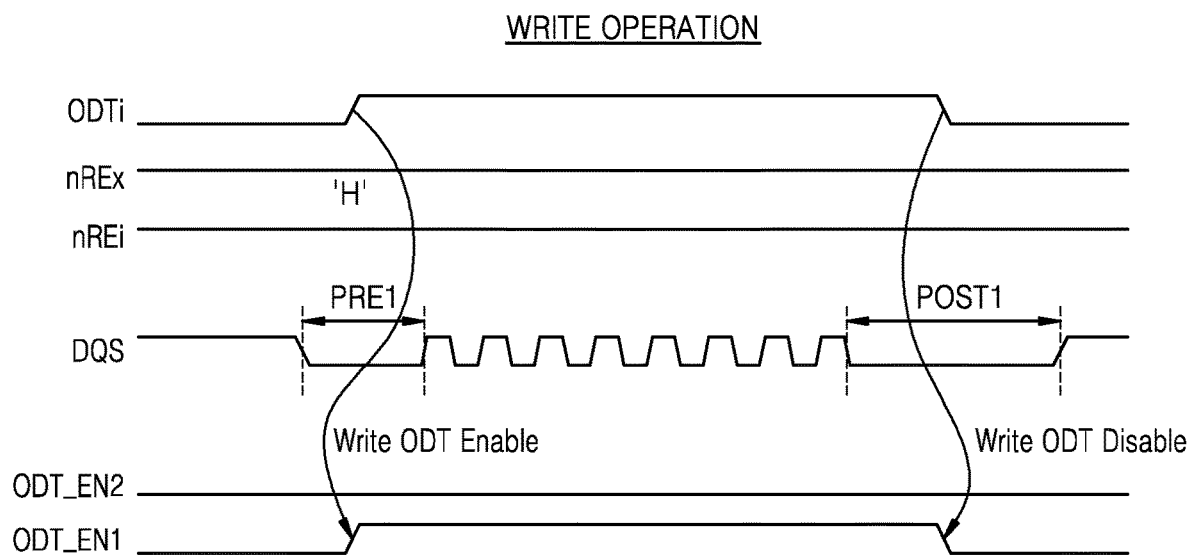 WRITE OPERATION
ODTi
nREx
'H'
nREi
PRE1
POST1
DQS
Write ODT Enable
Write ODT Disable
ODT_EN2
ODT_EN1